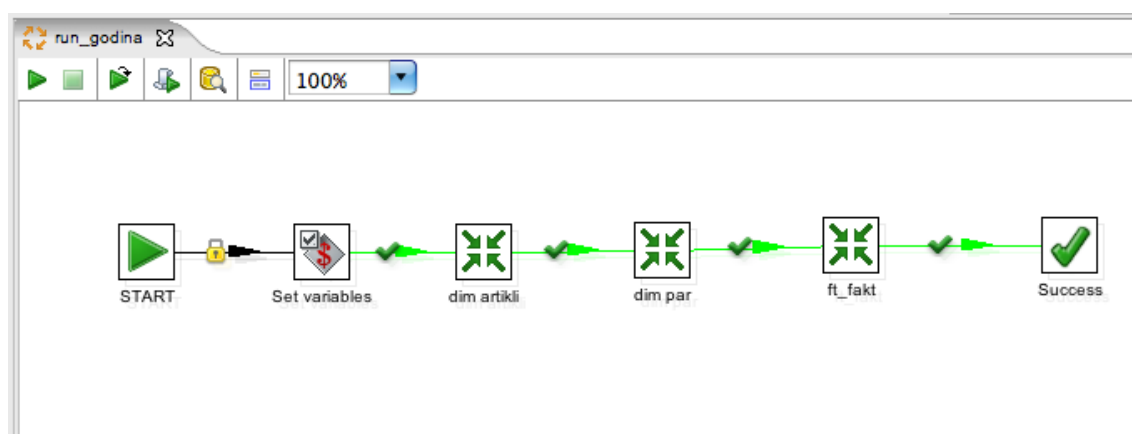 run_godina
100%
START
Set variables
dim artikli
dim par
ft_fakt
Success